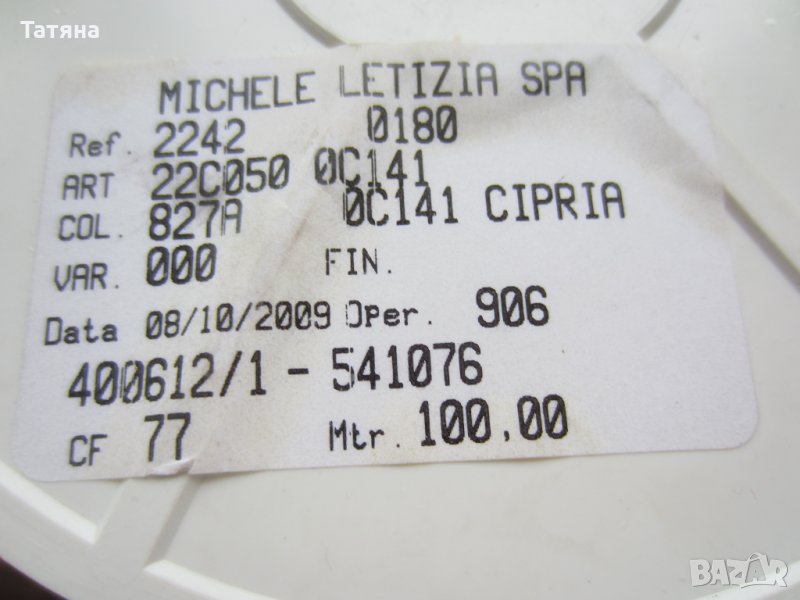 Татяна
MICHELE LETIZIA SPA
Ref. 2242 0180
ART 22C050 0C141
COL. 827A 0C141 CIPRIA
VAR. 000 FIN.
Data 08/10/2009 Oper. 906
400612/1 - 541076
CF 77 Mtr. 100,00
BAZAR